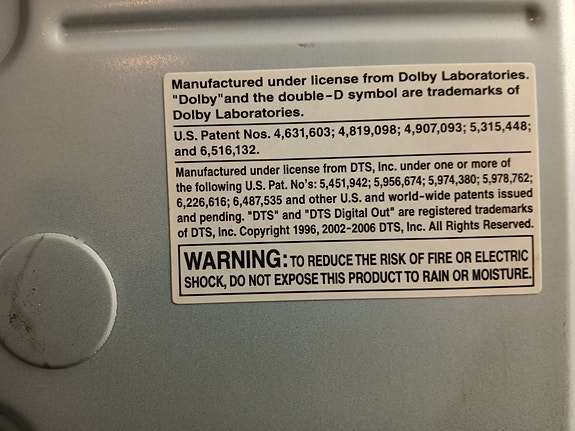 Manufactured under license from Dolby Laboratories.
"Dolby"and the double-D symbol are trademarks of
Dolby Laboratories.
U.S. Patent Nos. 4,631,603; 4,819,098; 4,907,093; 5,315,448;
and 6,516,132.
Manufactured under license from DTS, Inc. under one or more of
the following U.S. Pat. No's: 5,451,942; 5,956,674; 5,974,380; 5,978,762;
6,226,616; 6,487,535 and other U.S. and world-wide patents issued
and pending. "DTS" and "DTS Digital Out" are registered trademarks
of DTS, Inc. Copyright 1996, 2002-2006 DTS, Inc. All Rights Reserved.
WARNING: TO REDUCE THE RISK OF FIRE OR ELECTRIC
SHOCK, DO NOT EXPOSE THIS PRODUCT TO RAIN OR MOISTURE.